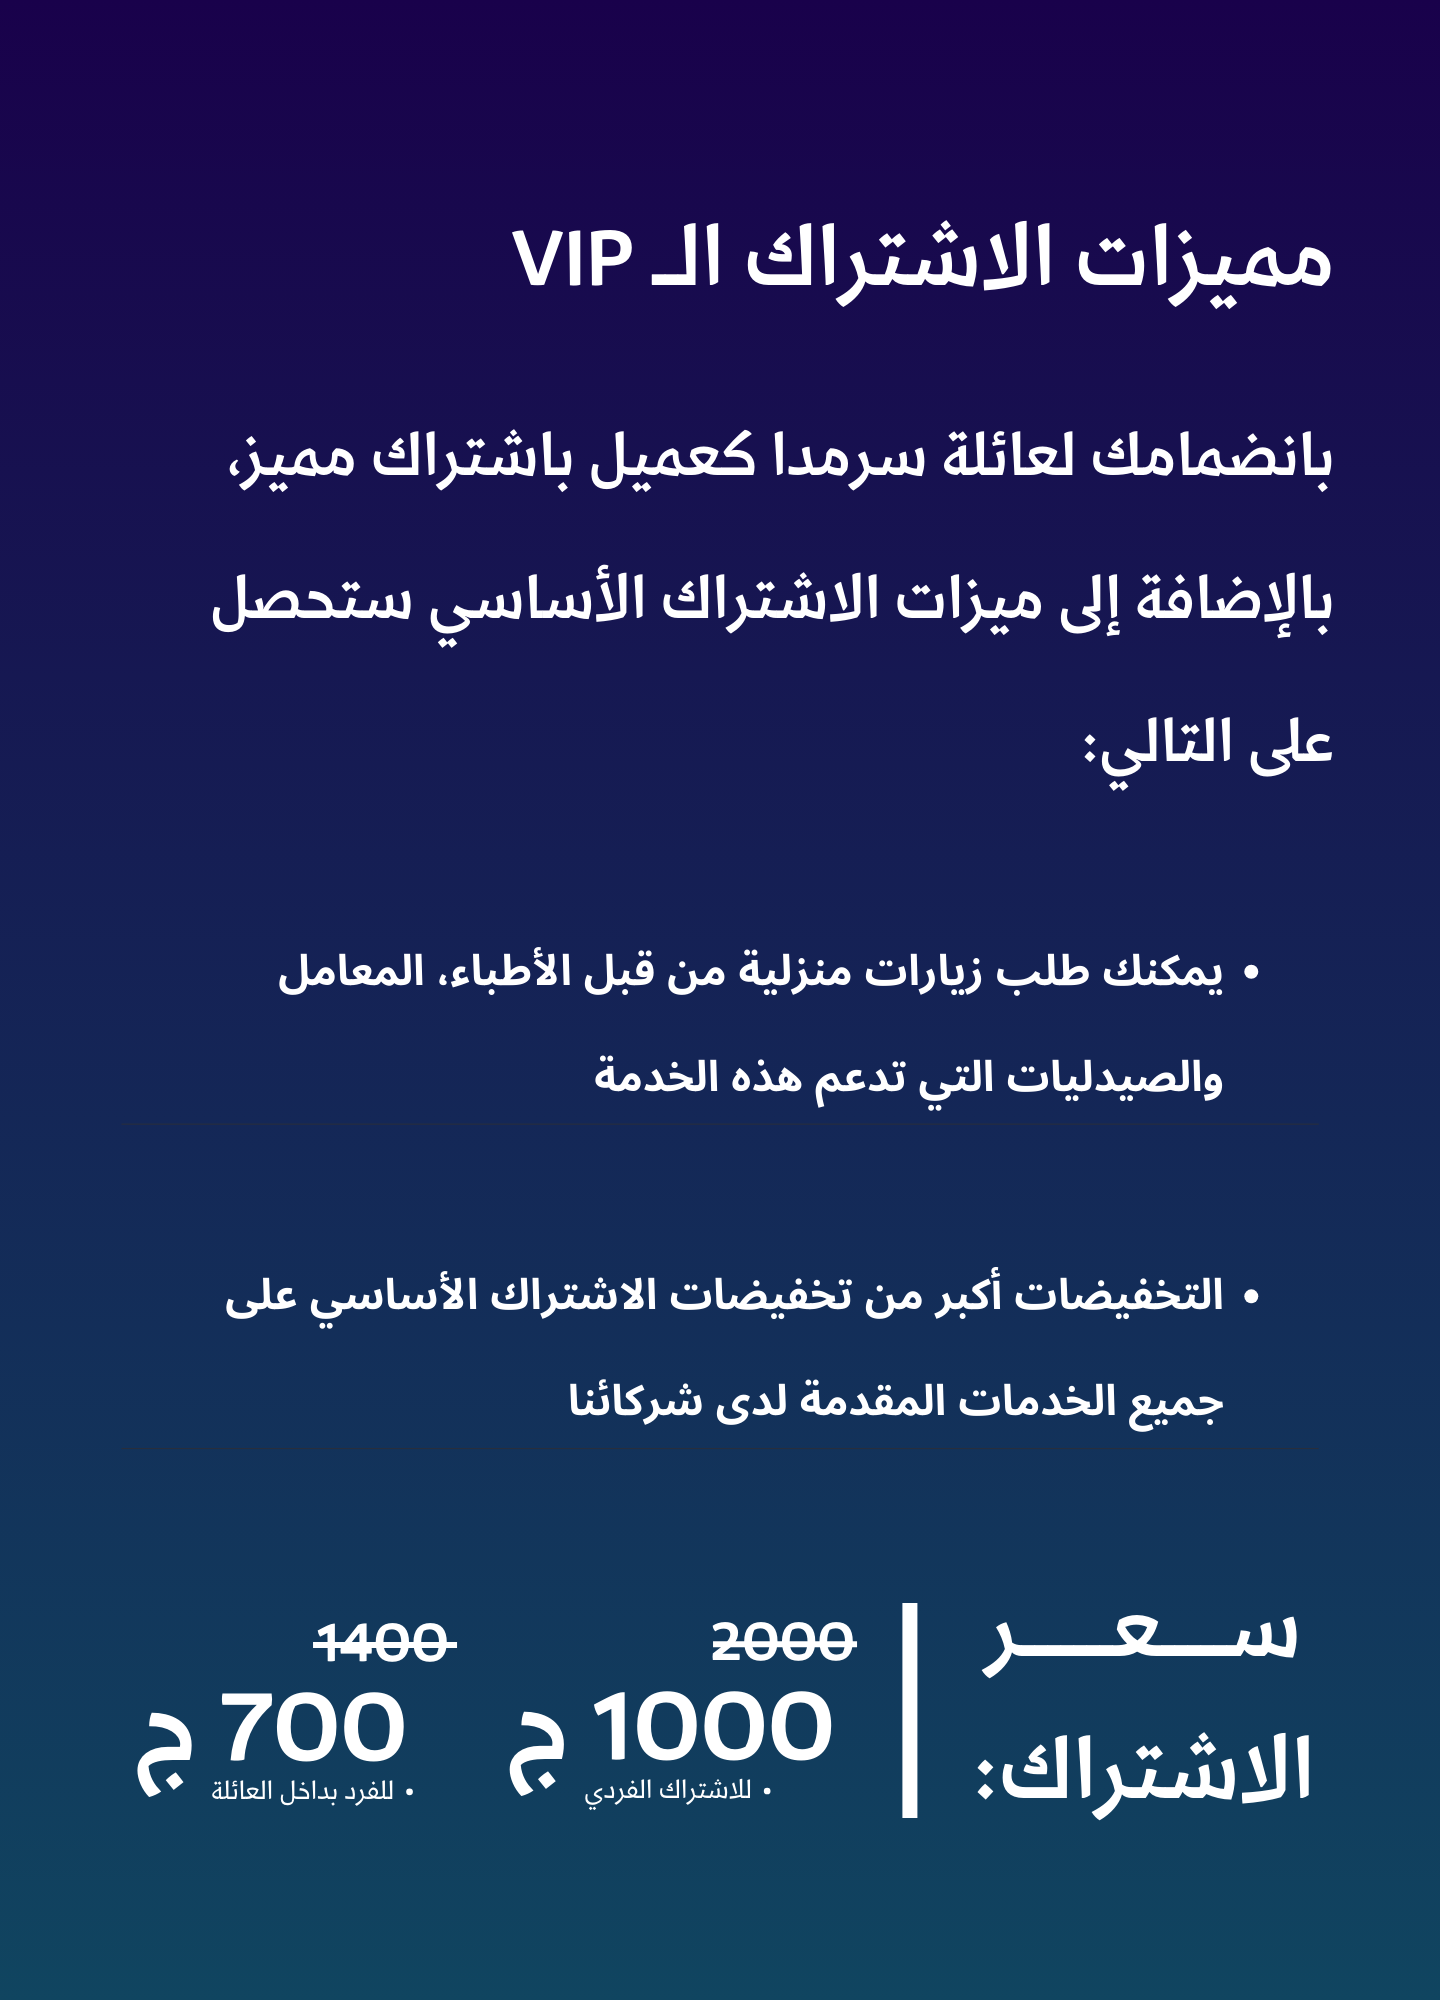 مميزات الاشتراك الـ VIP
بانضمامك لعائلة سرمدا كعميل باشتراك مميز،
بالإضافة إلى ميزات الاشتراك الأساسي ستحصل
على التالي:
• يمكنك طلب زيارات منزلية من قبل الأطباء، المعامل
والصيدليات التي تدعم هذه الخدمة
• التخفيضات أكبر من تخفيضات الاشتراك الأساسي على
جميع الخدمات المقدمة لدى شركائنا
ســـعـــر
الاشتراك:
2000
1000 ج
• للاشتراك الفردي
1400
700 ج
• للفرد بداخل العائلة